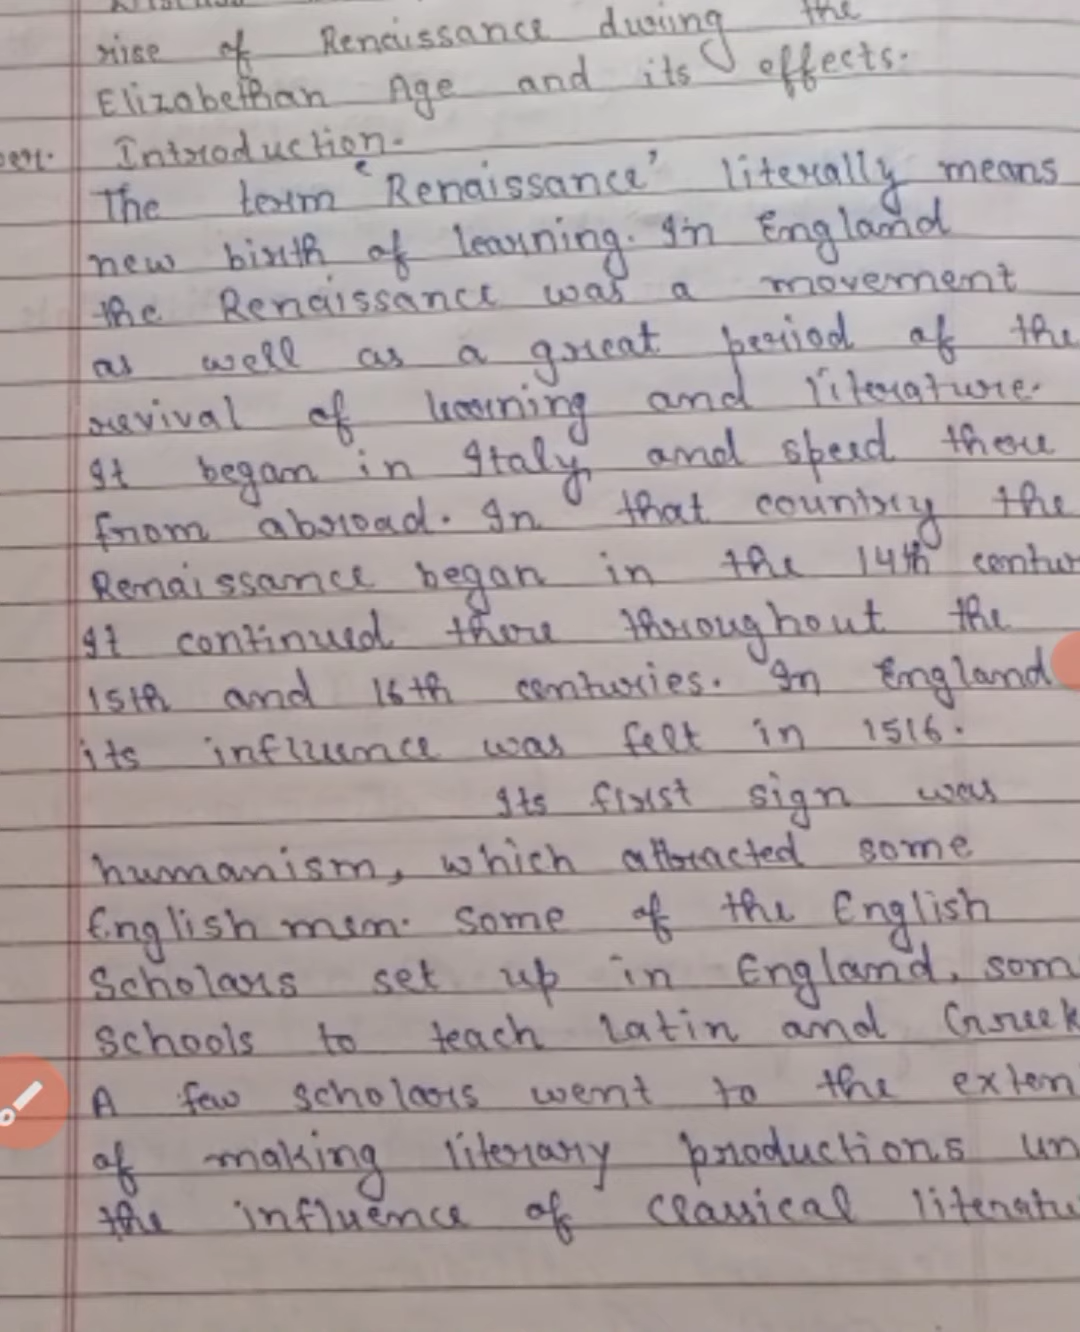 rise of Renaissance during the
Elizabethan Age and its effects.
Introduction.
The term 'Renaissance' literally means
new birth of learning. In England
the Renaissance was a movement
as well as a great period of the
revival of learning and literature.
It began in Italy and speed there
from abroad. In that country the
Renaissance began in the 14th centur
It continued there throughout the
15th and 16th centuries. In England
its influence was felt in 1516.
Its first sign was
humanism, which attracted some
English men. Some of the English
Scholars set up in England, som
schools to teach Latin and Greek
A few scholars went to the exten
of making literary productions un
the influence of classical literatu